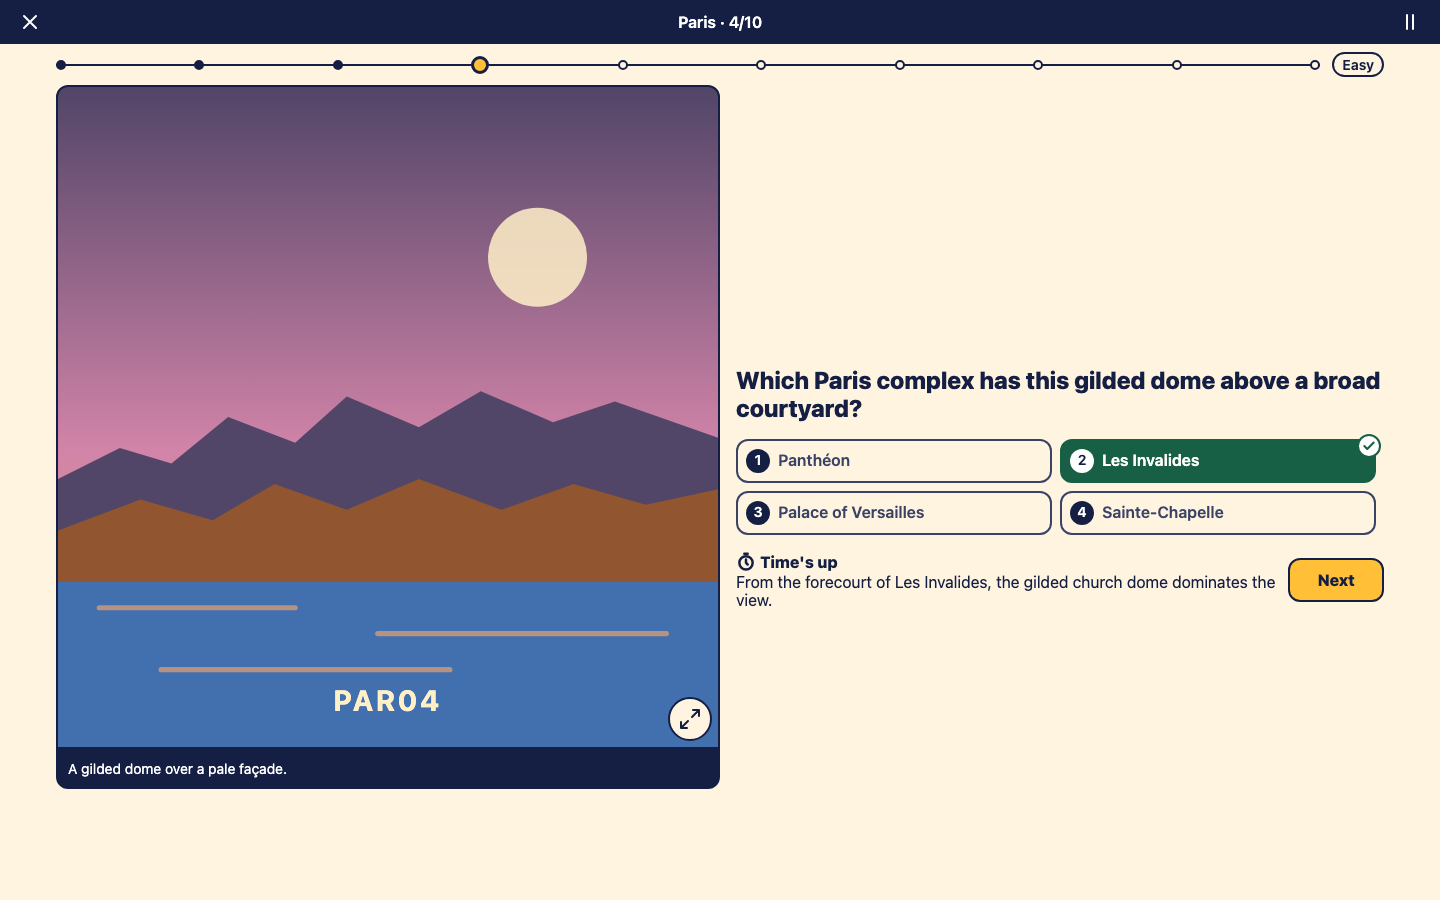 Paris · 4/10
Easy
PAR04
A gilded dome over a pale façade.
Which Paris complex has this gilded dome above a broad
courtyard?
1 Panthéon
2 Les Invalides
3 Palace of Versailles
4 Sainte-Chapelle
Time's up
From the forecourt of Les Invalides, the gilded church dome dominates the
view.
Next